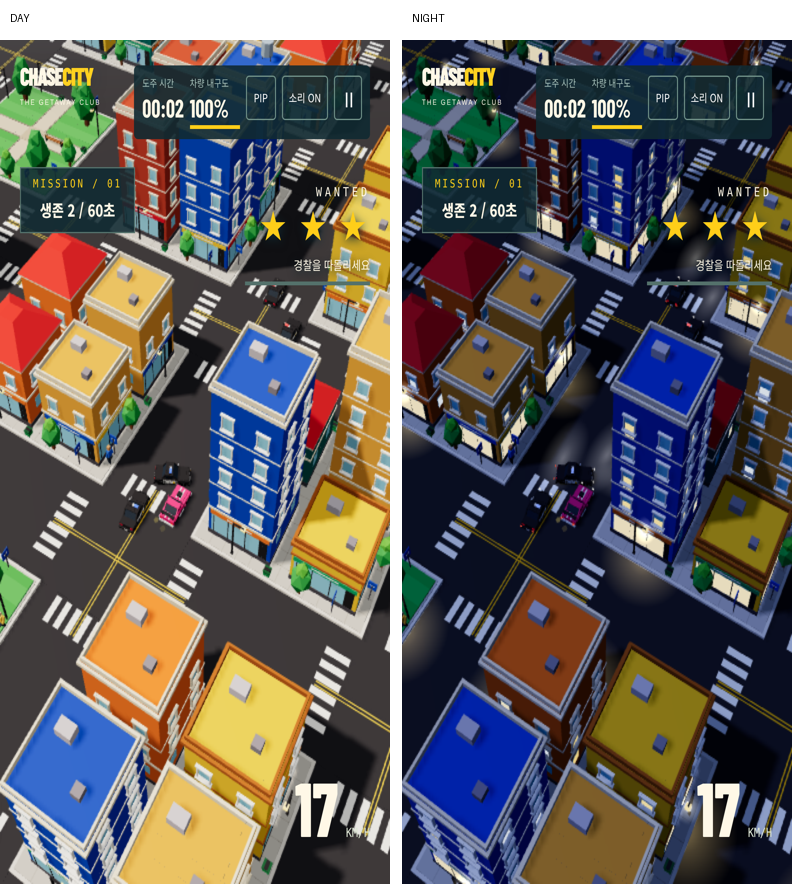 DAY
CHASECITY
THE GETAWAY CLUB
도주 시간
00:02
차량 내구도
100%
PIP
소리 ON
MISSION / 01
생존 2 / 60초
WANTED
경찰을 따돌리세요
17 KM/H
NIGHT
CHASECITY
THE GETAWAY CLUB
도주 시간
00:02
차량 내구도
100%
PIP
소리 ON
MISSION / 01
생존 2 / 60초
WANTED
경찰을 따돌리세요
17 KM/H